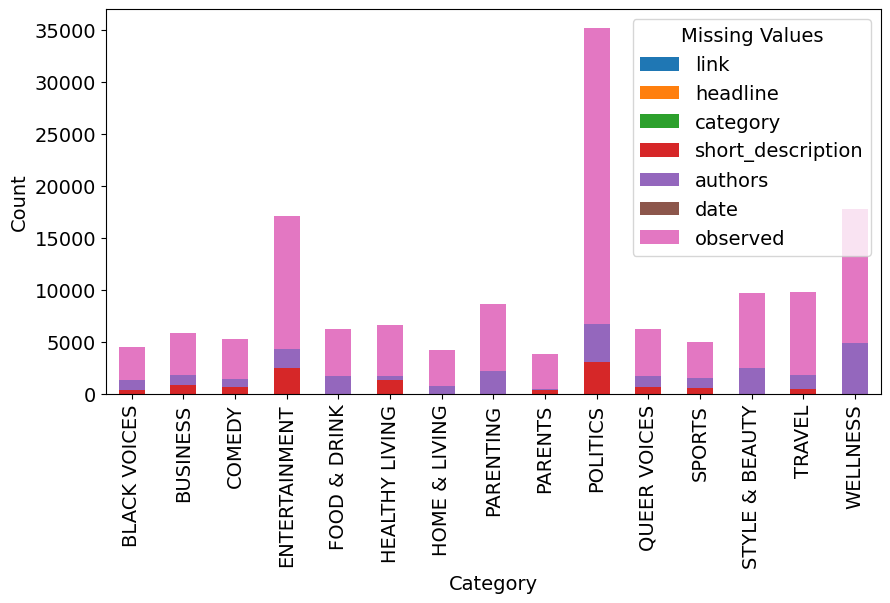 35000
30000
25000
20000
15000
10000
5000
0
Count
Missing Values
link
headline
category
short_description
authors
date
observed
BLACK VOICES
BUSINESS
COMEDY
ENTERTAINMENT
FOOD & DRINK
HEALTHY LIVING
HOME & LIVING
PARENTING
PARENTS
POLITICS
QUEER VOICES
SPORTS
STYLE & BEAUTY
TRAVEL
WELLNESS
Category